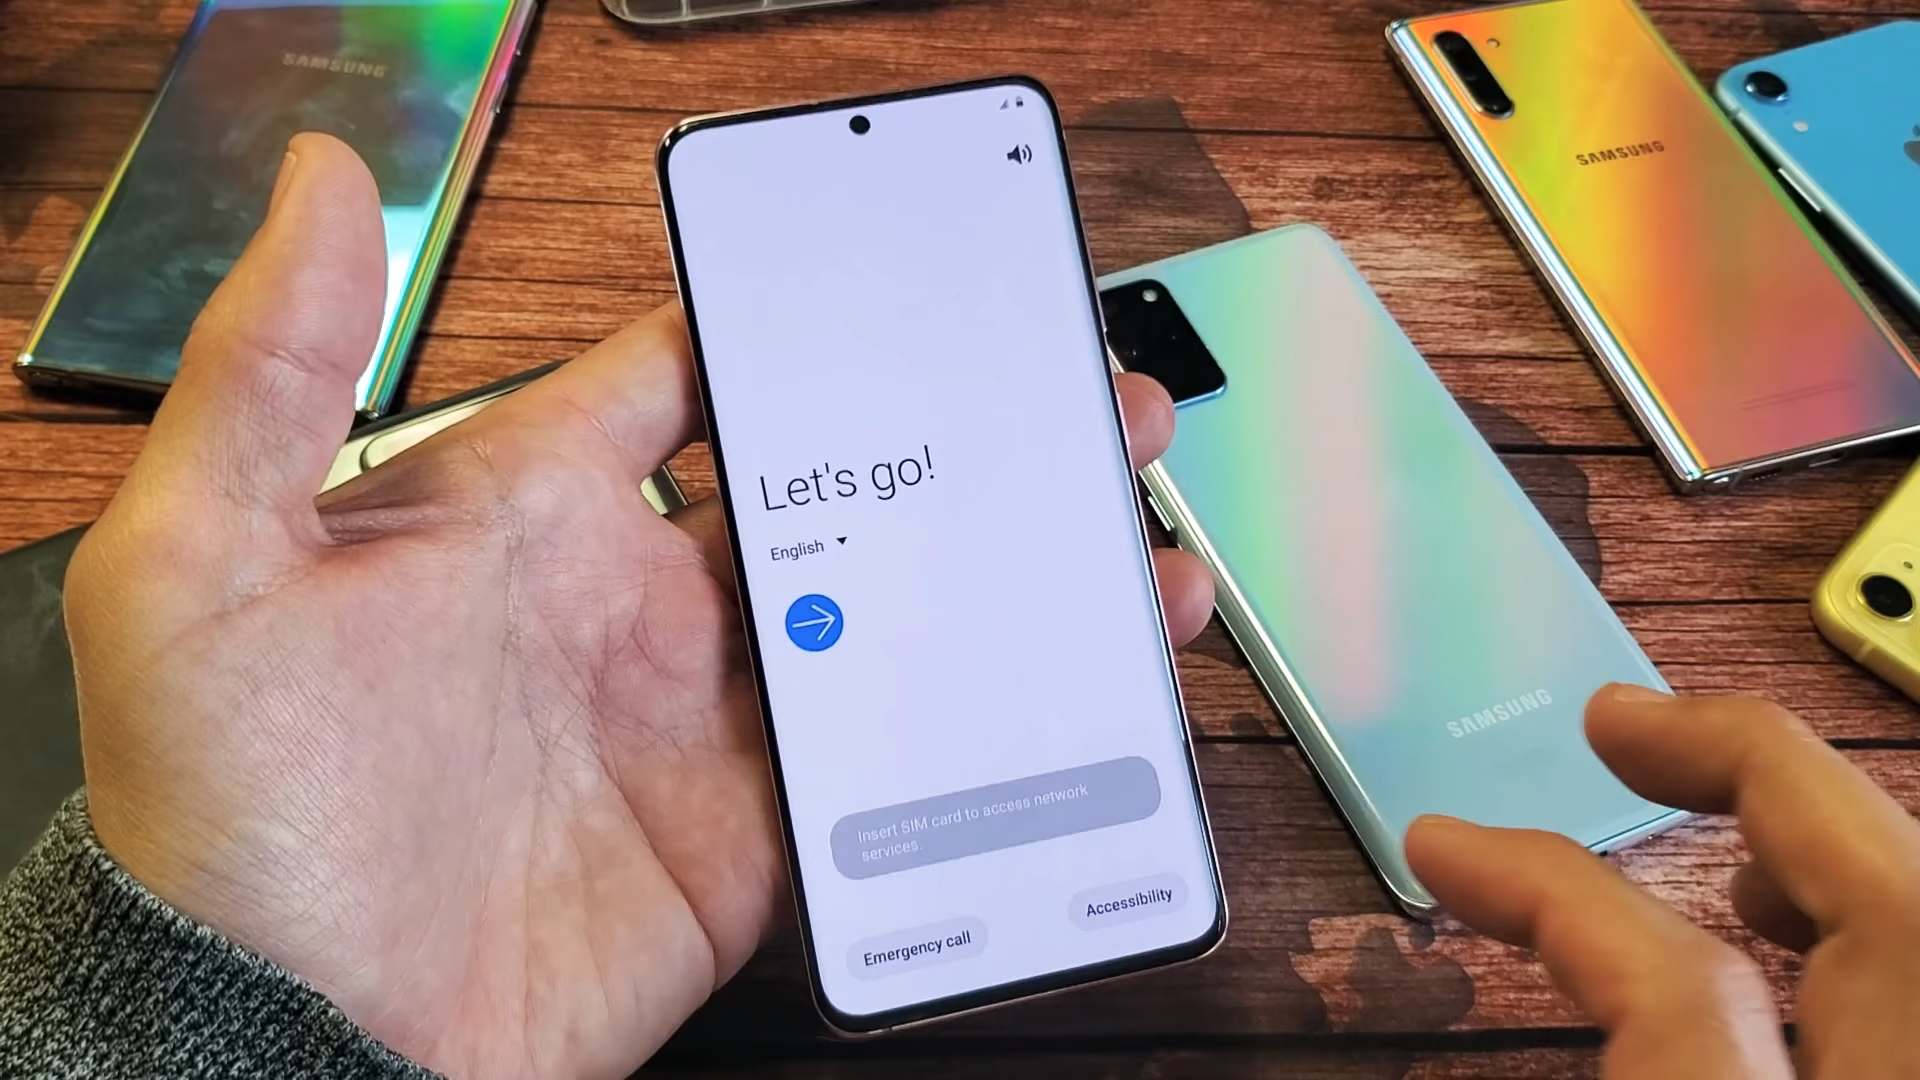 SAMSUNG
SAMSUNG
Let's go!
English
Insert SIM card to access network
services.
Emergency call
Accessibility
SAMSUNG